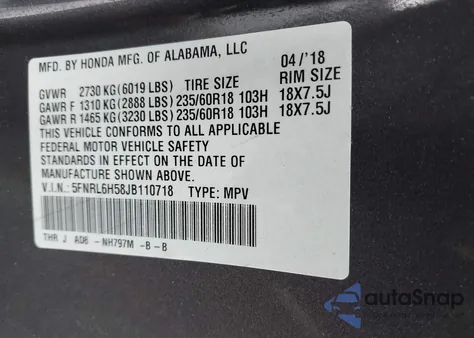 MFD. BY HONDA MFG. OF ALABAMA, LLC 04/'18
GVWR 2730 KG(6019 LBS) TIRE SIZE RIM SIZE
GAWR F 1310 KG(2888 LBS)235/60R18 103H 18X7.5J
GAWR R 1465 KG(3230 LBS)235/60R18 103H 18X7.5J
THIS VEHICLE CONFORMS TO ALL APPLICABLE
FEDERAL MOTOR VEHICLE SAFETY
STANDARDS IN EFFECT ON THE DATE OF
MANUFACTURE SHOWN ABOVE.
V.I.N.: 5FNRL6H58JB110718 TYPE: MPV
THR J AD8 -NH797M -B-B
autoSnap